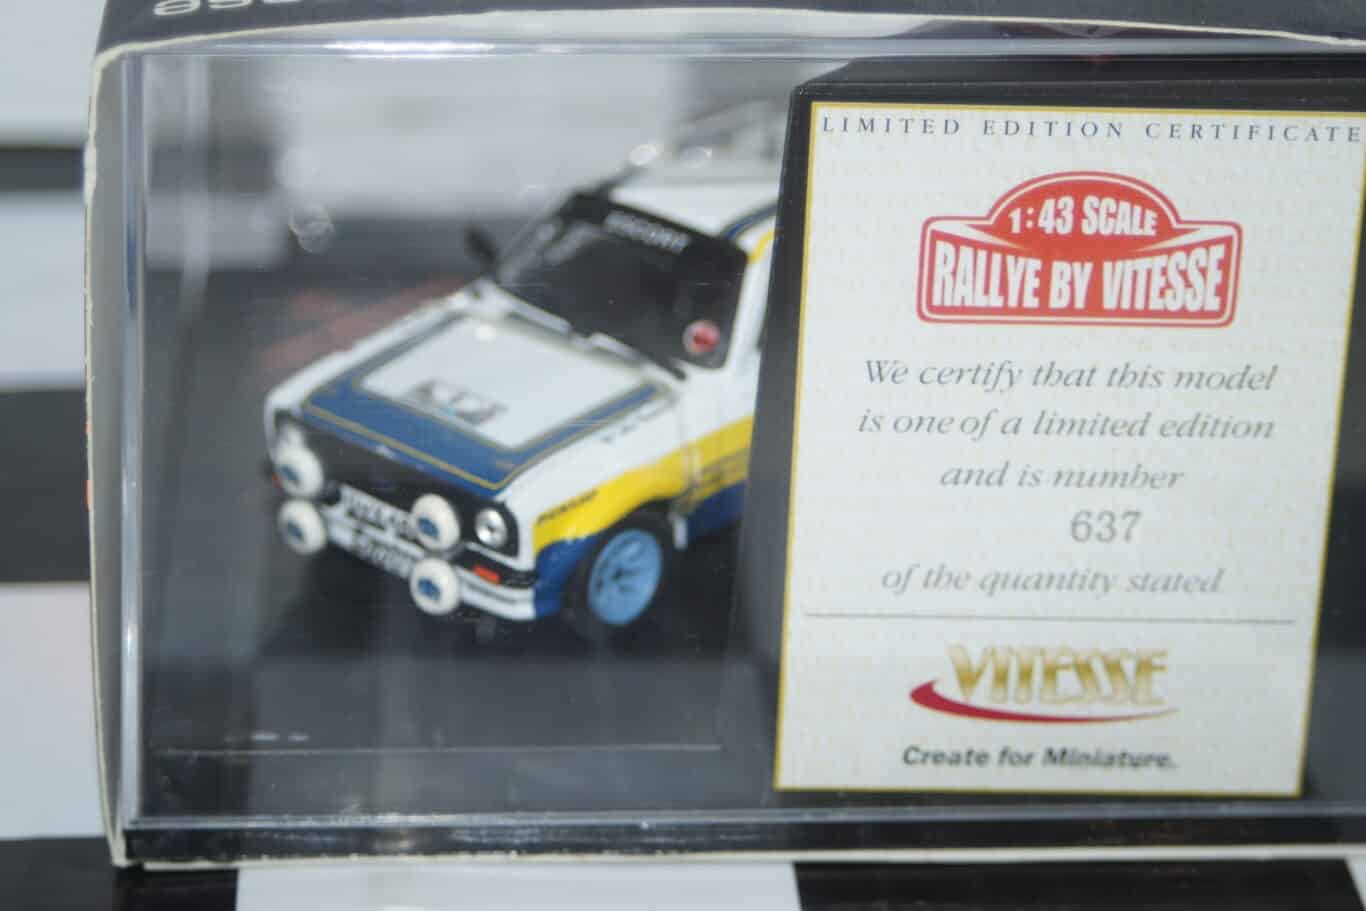 LIMITED EDITION CERTIFICATE
1:43 SCALE
RALLYE BY VITESSE
We certify that this model
is one of a limited edition
and is number
637
of the quantity stated
VITESSE
Create for Miniature.
ESCORT